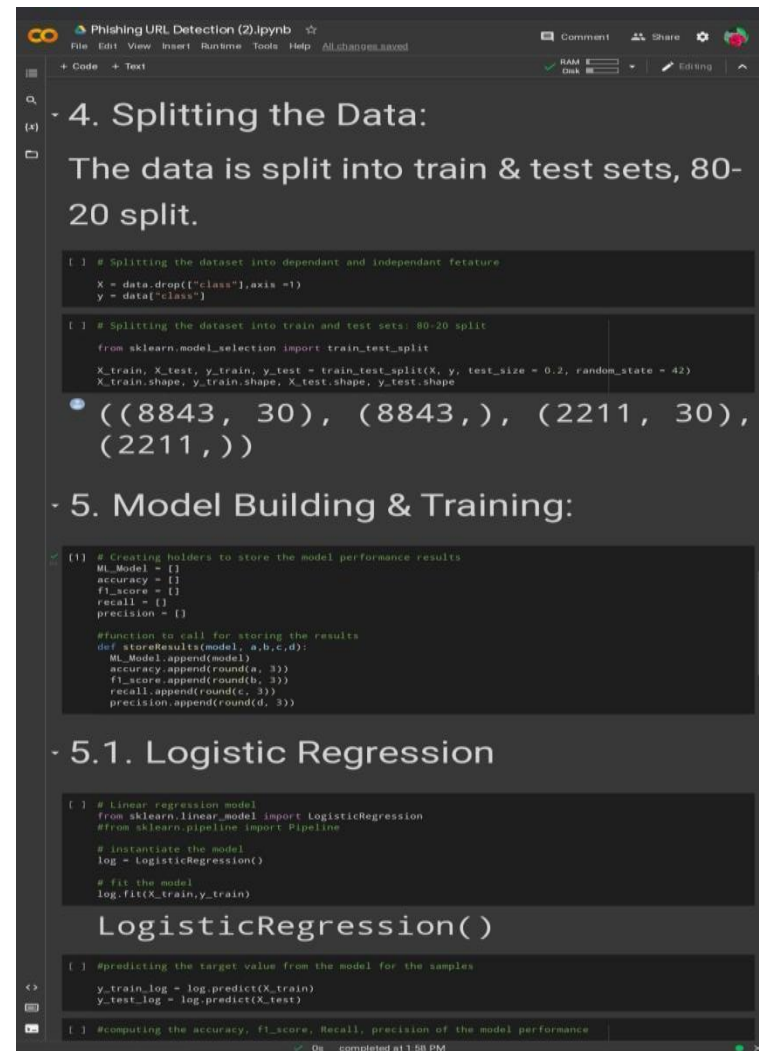 Phishing URL Detection (2).ipynb
File Edit View Insert Runtime Tools Help All changes saved
Comment Share
+ Code + Text
RAM
Disk
Editing
4. Splitting the Data:
The data is split into train & test sets, 80-
20 split.
[ ] # Splitting the dataset into dependant and independant fetature
X = data.drop(["class"],axis =1)
y = data["class"]
[ ] # Splitting the dataset into train and test sets: 80-20 split
from sklearn.model_selection import train_test_split
X_train, X_test, y_train, y_test = train_test_split(X, y, test_size = 0.2, random_state = 42)
X_train.shape, y_train.shape, X_test.shape, y_test.shape
((8843, 30), (8843,), (2211, 30),
(2211,))
5. Model Building & Training:
[1] # Creating holders to store the model performance results
ML_Model = []
accuracy = []
f1_score = []
recall = []
precision = []
#function to call for storing the results
def storeResults(model, a,b,c,d):
ML_Model.append(model)
accuracy.append(round(a, 3))
f1_score.append(round(b, 3))
recall.append(round(c, 3))
precision.append(round(d, 3))
5.1. Logistic Regression
[ ] # Linear regression model
from sklearn.linear_model import LogisticRegression
#from sklearn.pipeline import Pipeline
# instantiate the model
log = LogisticRegression()
# fit the model
log.fit(X_train,y_train)
LogisticRegression()
[ ] #predicting the target value from the model for the samples
y_train_log = log.predict(X_train)
y_test_log = log.predict(X_test)
[ ] #computing the accuracy, f1_score, Recall, precision of the model performance
0s completed at 1:58 PM